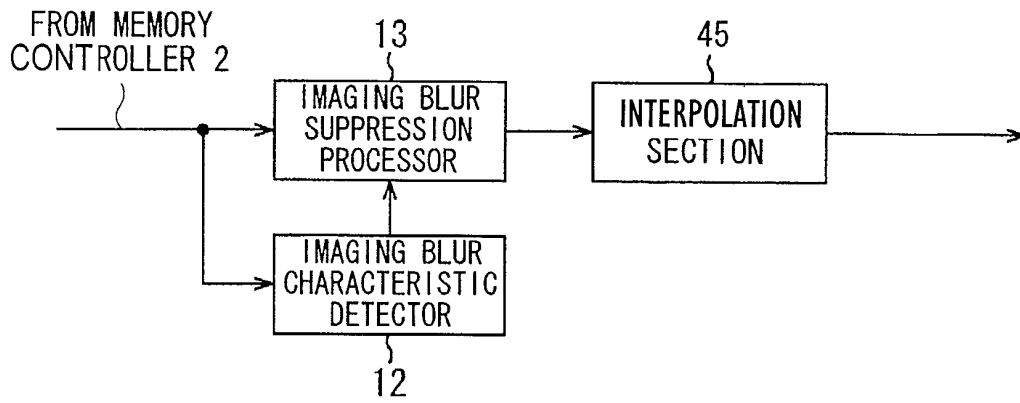 FROM MEMORY
CONTROLLER 2
13
IMAGING BLUR
SUPPRESSION
PROCESSOR
45
INTERPOLATION
SECTION
IMAGING BLUR
CHARACTERISTIC
DETECTOR
12